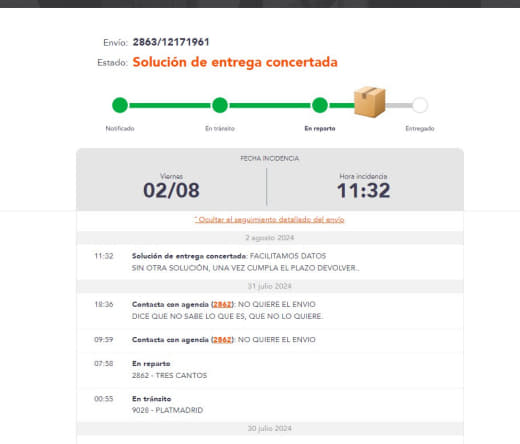 Envío: 2863/12171961
Estado: Solución de entrega concertada
Notificado En tránsito En reparto Entregado
FECHA INCIDENCIA
Viernes Hora incidencia
02/08 11:32
Ocultar el seguimiento detallado del envío
2 agosto 2024
11:32 Solución de entrega concertada: FACILITAMOS DATOS
SIN OTRA SOLUCIÓN, UNA VEZ CUMPLA EL PLAZO DEVOLVER..
31 julio 2024
18:36 Contacta con agencia (2862): NO QUIERE EL ENVIO
DICE QUE NO SABE LO QUE ES, QUE NO LO QUIERE.
09:59 Contacta con agencia (2862): NO QUIERE EL ENVIO
07:58 En reparto
2862 - TRES CANTOS
00:55 En tránsito
9028 - PLATMADRID
30 julio 2024